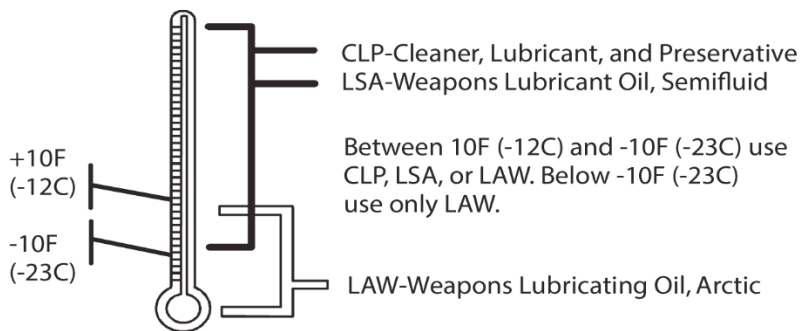 CLP-Cleaner, Lubricant, and Preservative
LSA-Weapons Lubricant Oil, Semifluid
+10F
(-12C)
Between 10F (-12C) and -10F (-23C) use
CLP, LSA, or LAW. Below -10F (-23C)
use only LAW.
-10F
(-23C)
LAW-Weapons Lubricating Oil, Arctic